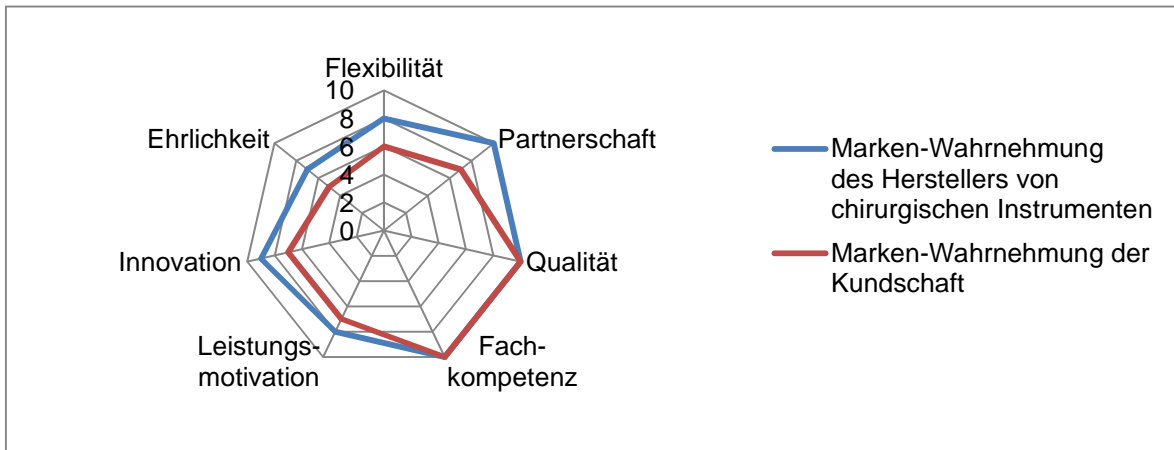 Flexibilität
10
8
6
4
2
0
Partnerschaft
Qualität
Fach-
kompetenz
Leistungs-
motivation
Innovation
Ehrlichkeit
Marken-Wahrnehmung
des Herstellers von
chirurgischen Instrumenten
Marken-Wahrnehmung der
Kundschaft